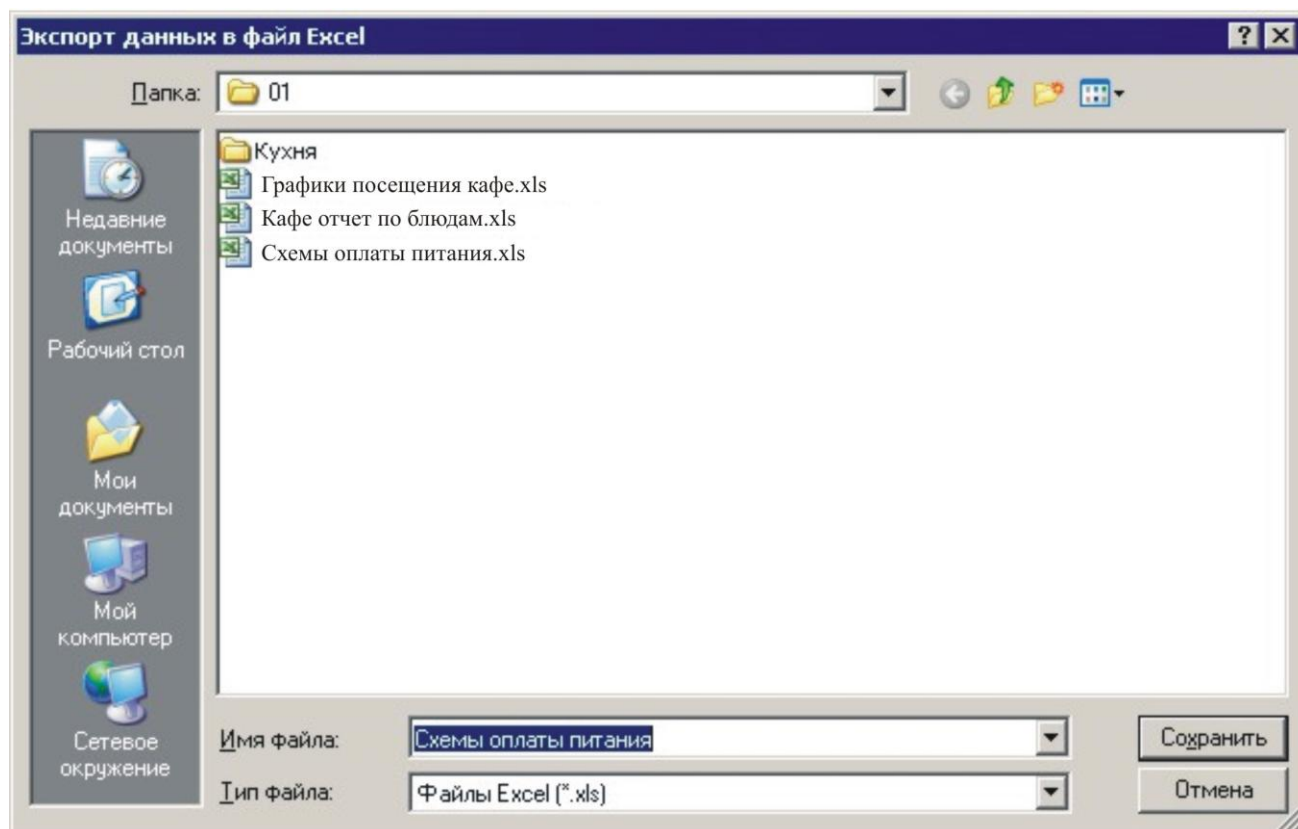 Экспорт данных в файл Excel
Папка: 01
Кухня
Графики посещения кафе.xls
Кафе отчет по блюдам.xls
Схемы оплаты питания.xls
Недавние
документы
Рабочий стол
Мои
документы
Мой
компьютер
Сетевое
окружение
Имя файла: Схемы оплаты питания Сохранить
Тип файла: Файлы Excel (*.xls) Отмена